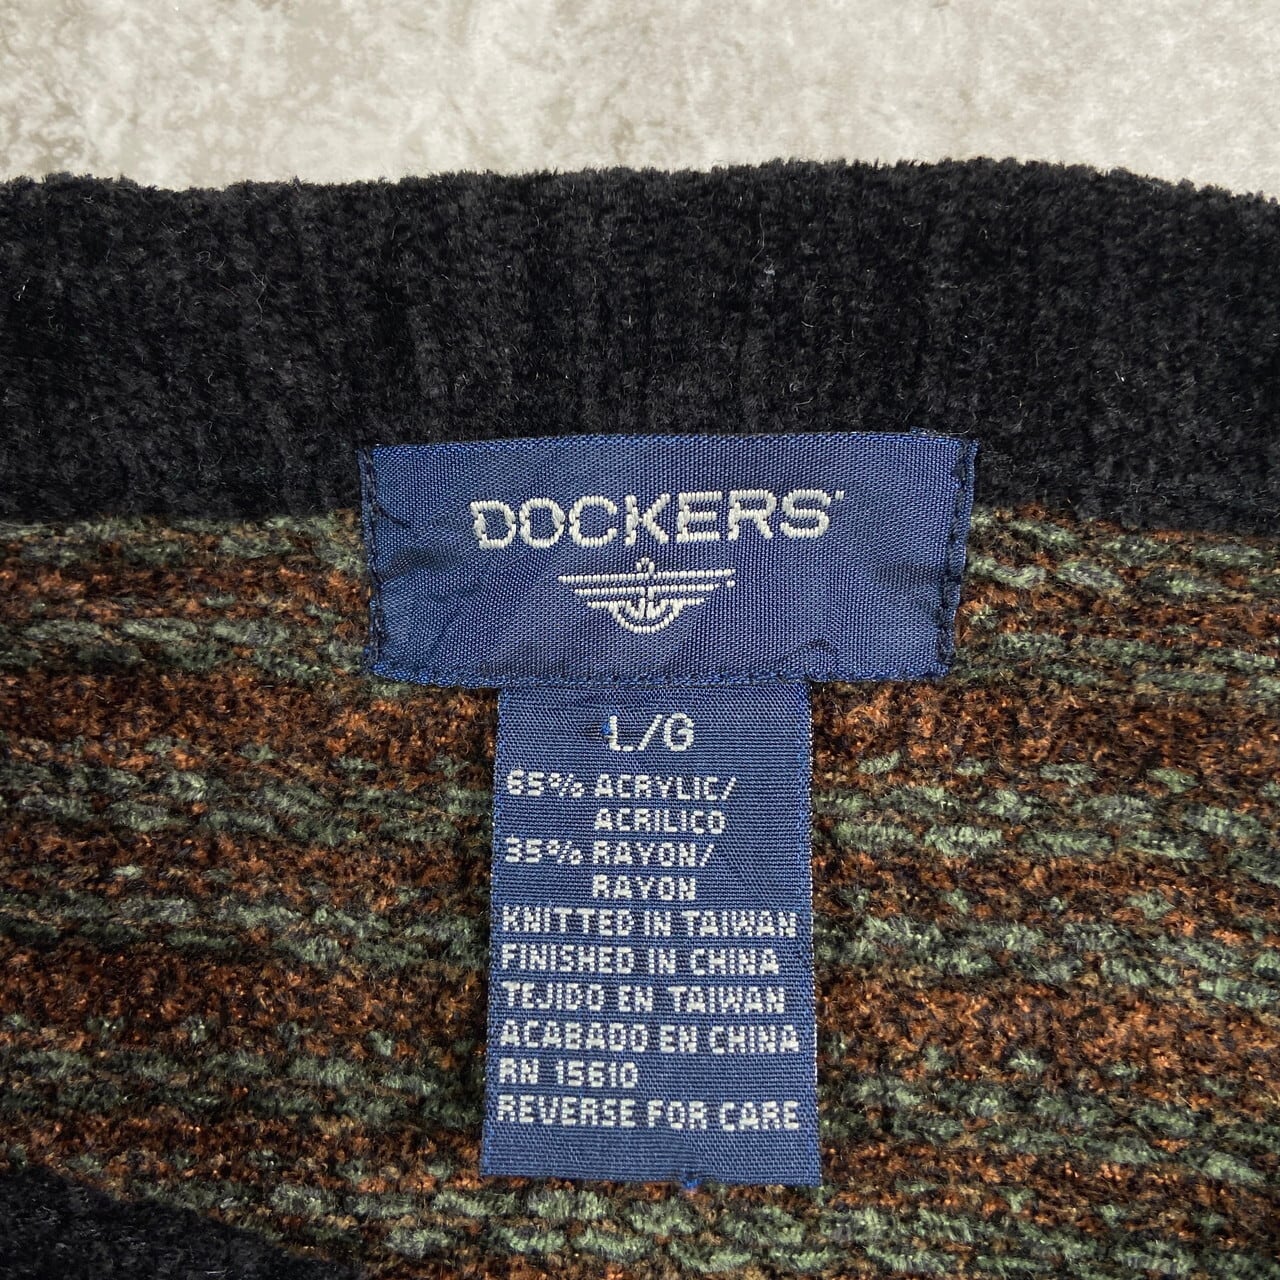 DOCKERS
L/G
65% ACRYLIC/
ACRILICO
35% RAYON/
RAYON
KNITTED IN TAIWAN
FINISHED IN CHINA
TEJIDO EN TAIWAN
ACABADO EN CHINA
RN 15610
REVERSE FOR CARE